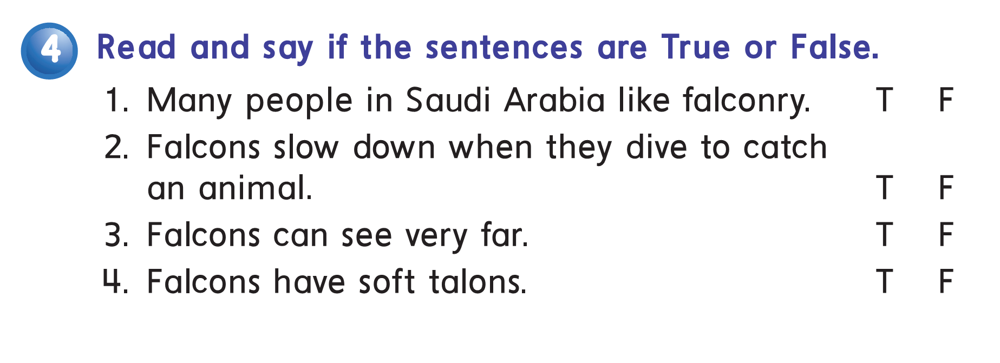 4 Read and say if the sentences are True or False.
1. Many people in Saudi Arabia like falconry. T F
2. Falcons slow down when they dive to catch
an animal. T F
3. Falcons can see very far. T F
4. Falcons have soft talons. T F